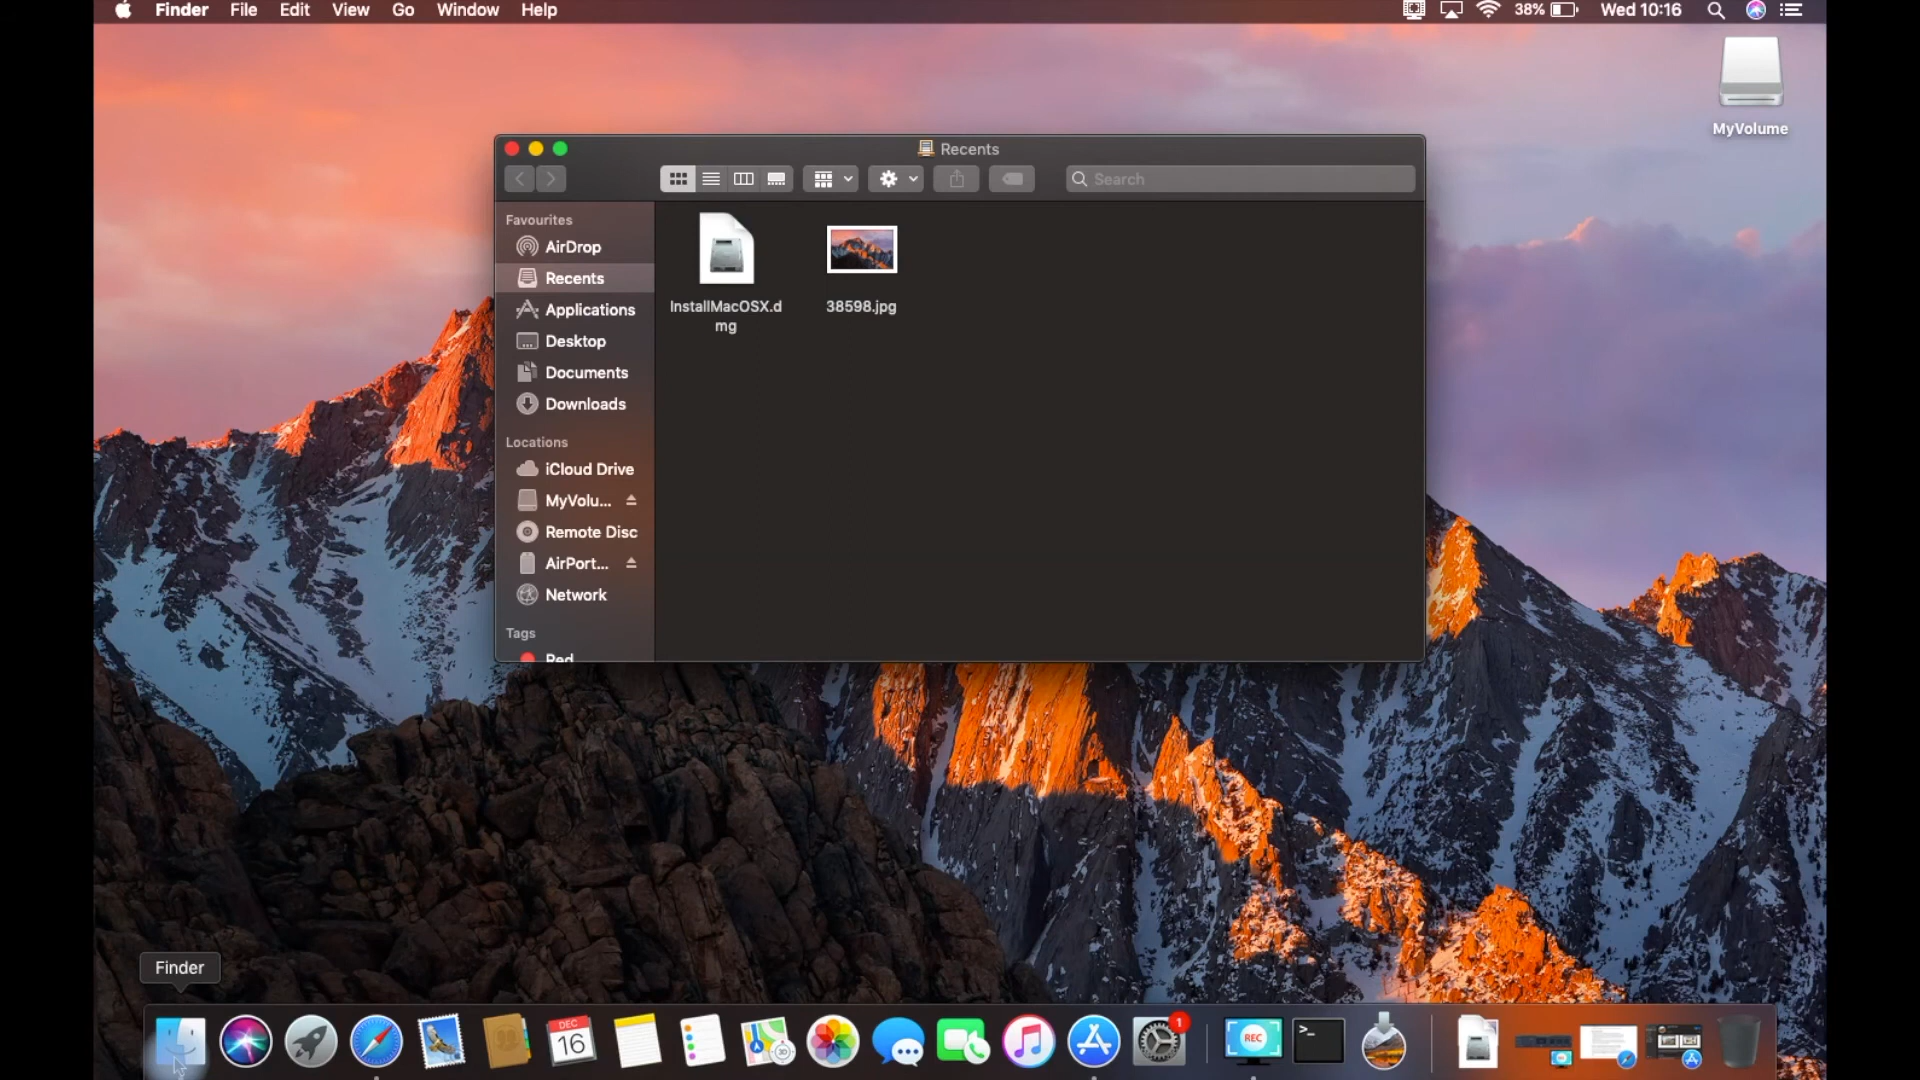 Finder File Edit View Go Window Help
38% Wed 10:16
MyVolume
Recents
Search
Favourites
AirDrop
Recents
Applications
Desktop
Documents
Downloads
Locations
iCloud Drive
MyVolu...
Remote Disc
AirPort...
Network
Tags
Red
InstallMacOSX.d
mg
38598.jpg
Finder
DEC
16
1
REC
>_